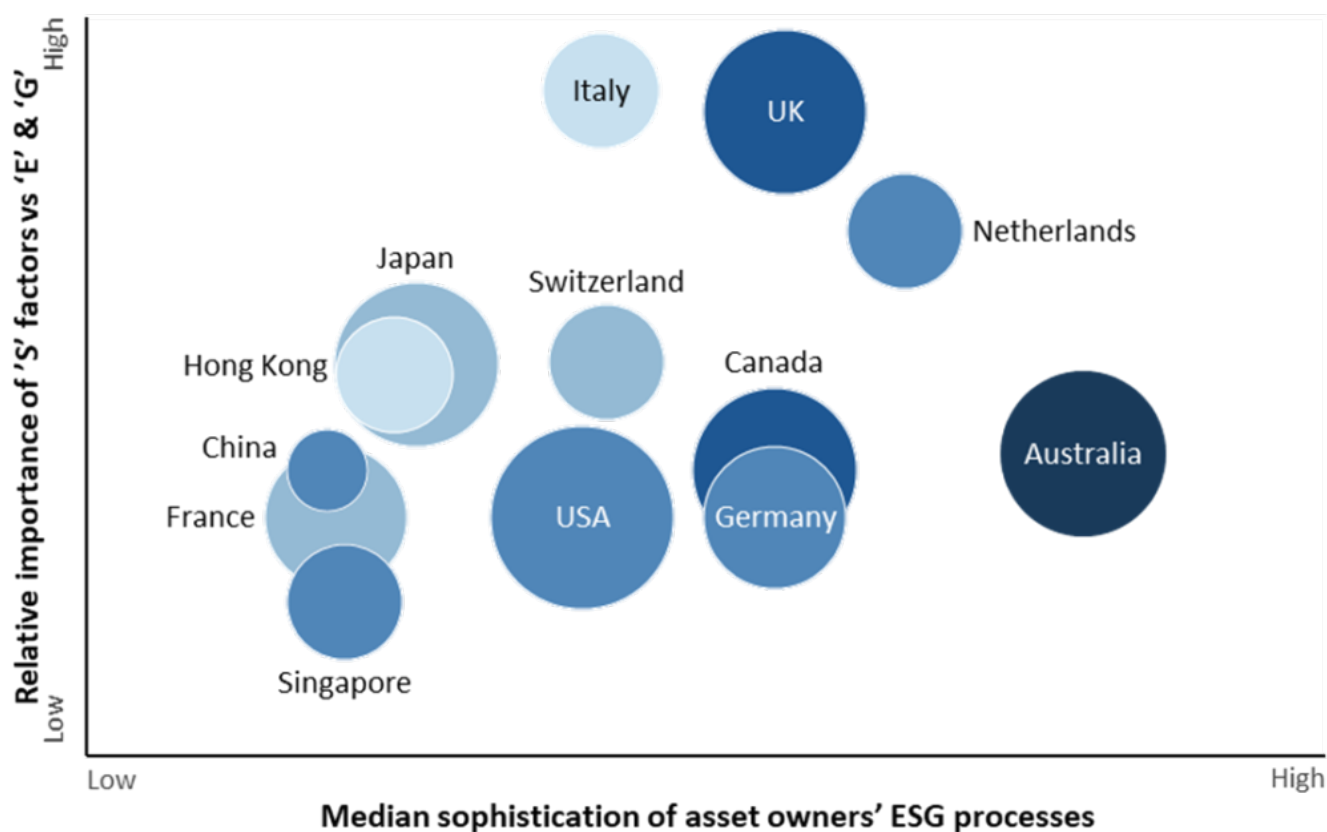 High
Relative importance of 'S' factors vs 'E' & 'G'
Low
Italy
UK
Netherlands
Japan
Switzerland
Hong Kong
Canada
China
Australia
France
USA
Germany
Singapore
Low
High
Median sophistication of asset owners' ESG processes